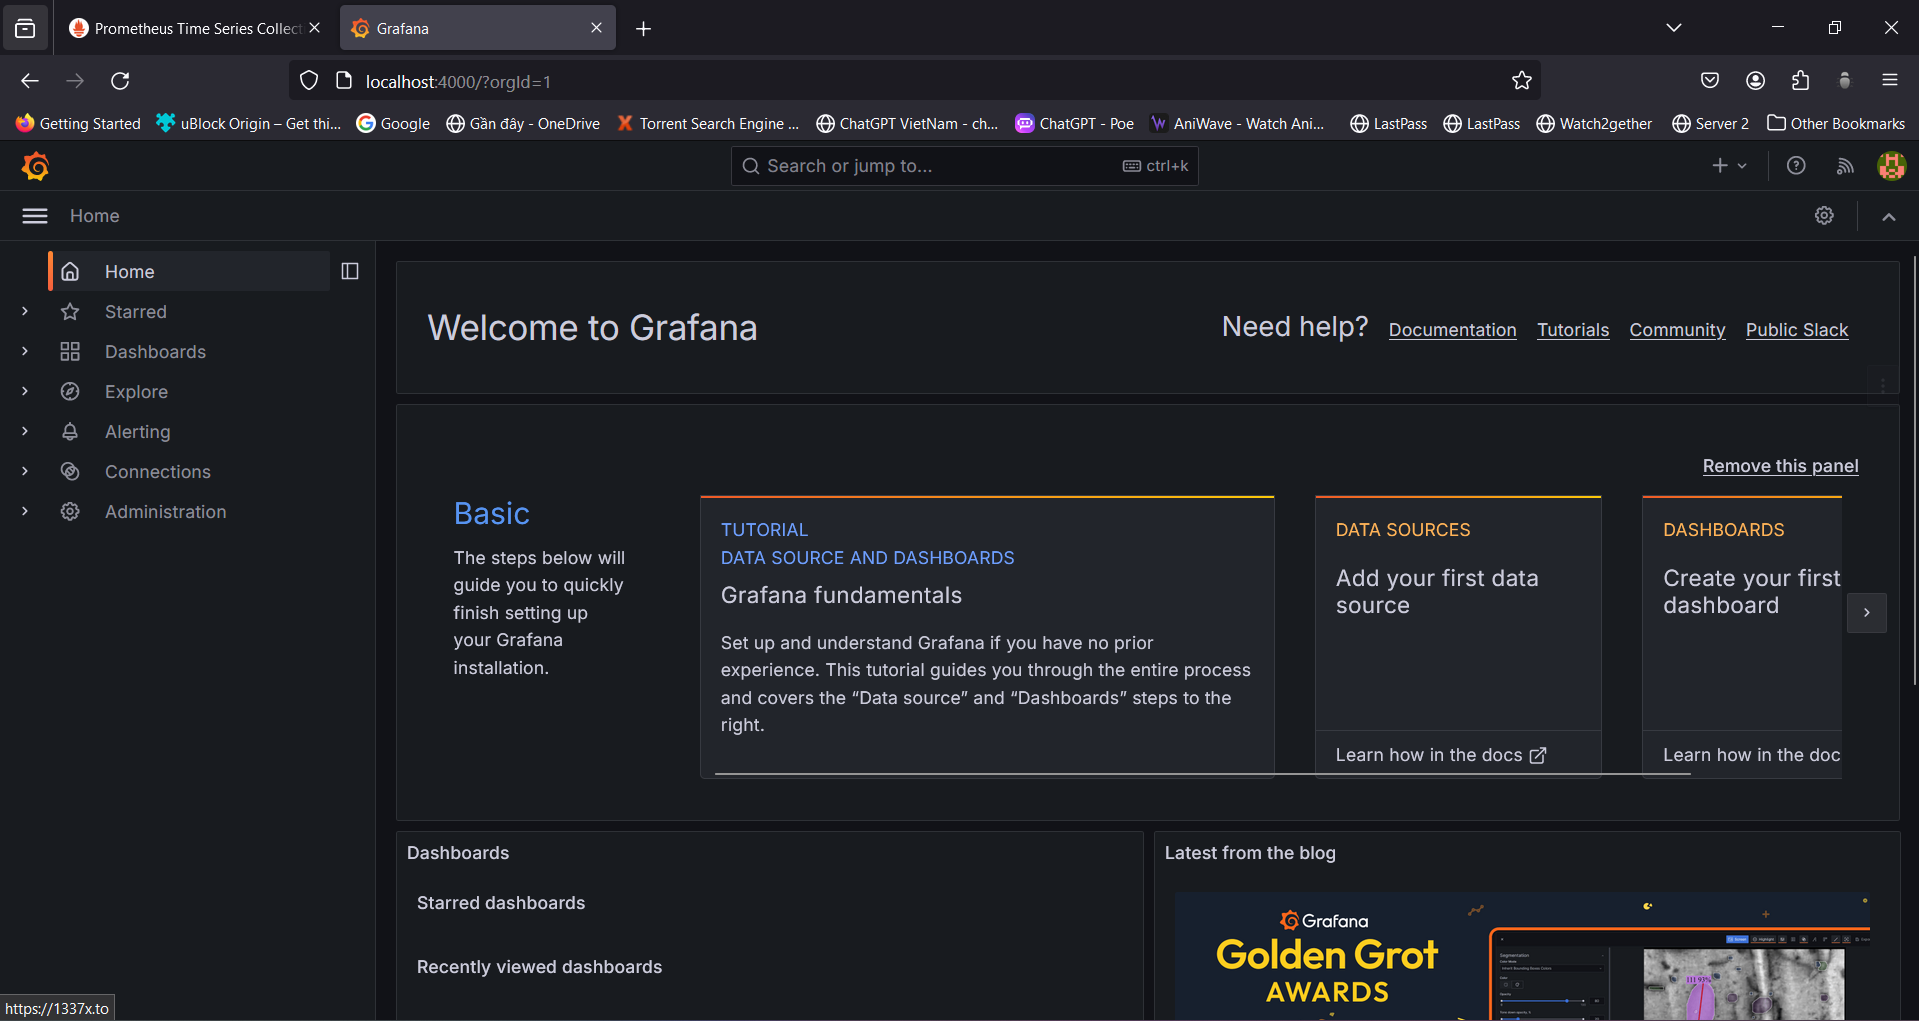 Prometheus Time Series Collect
Grafana
localhost:4000/?orgId=1
Getting Started
uBlock Origin – Get thi...
Google
Gần đây - OneDrive
Torrent Search Engine ...
ChatGPT VietNam - ch...
ChatGPT - Poe
AniWave - Watch Ani...
LastPass
LastPass
Watch2gether
Server 2
Other Bookmarks
Search or jump to...
ctrl+k
Home
Home
Starred
Dashboards
Explore
Alerting
Connections
Administration
Welcome to Grafana
Need help?
Documentation
Tutorials
Community
Public Slack
Remove this panel
Basic
The steps below will
guide you to quickly
finish setting up
your Grafana
installation.
TUTORIAL
DATA SOURCE AND DASHBOARDS
Grafana fundamentals
Set up and understand Grafana if you have no prior
experience. This tutorial guides you through the entire process
and covers the “Data source” and “Dashboards” steps to the
right.
DATA SOURCES
Add your first data
source
Learn how in the docs
DASHBOARDS
Create your first
dashboard
Learn how in the doc
Dashboards
Starred dashboards
Recently viewed dashboards
Latest from the blog
Grafana
Golden Grot
AWARDS
Segmentation
https://1337x.to